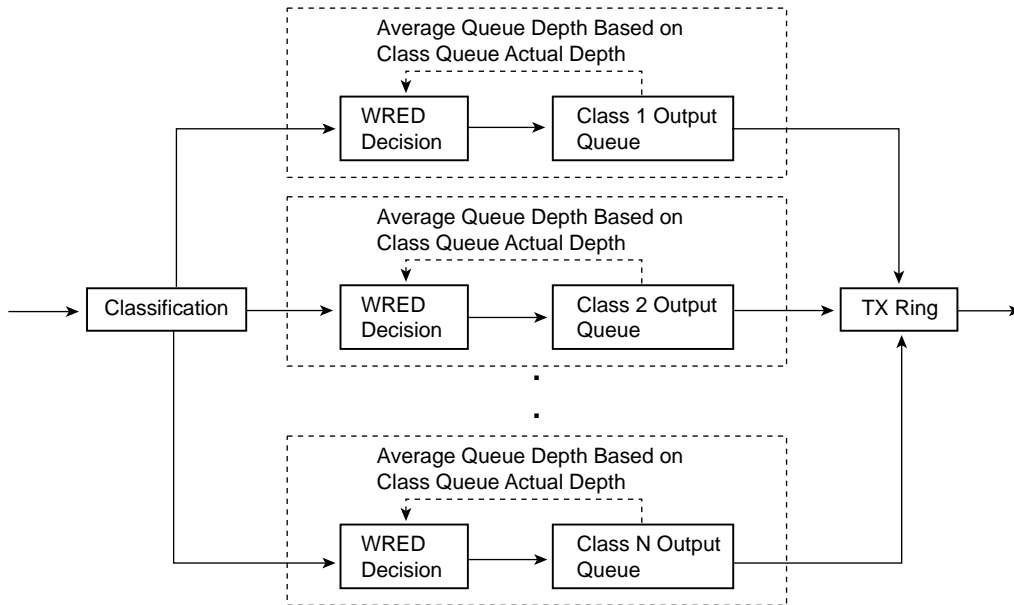 Average Queue Depth Based on
Class Queue Actual Depth
WRED
Decision
Class 1 Output
Queue
Average Queue Depth Based on
Class Queue Actual Depth
Classification
WRED
Decision
Class 2 Output
Queue
TX Ring
Average Queue Depth Based on
Class Queue Actual Depth
WRED
Decision
Class N Output
Queue